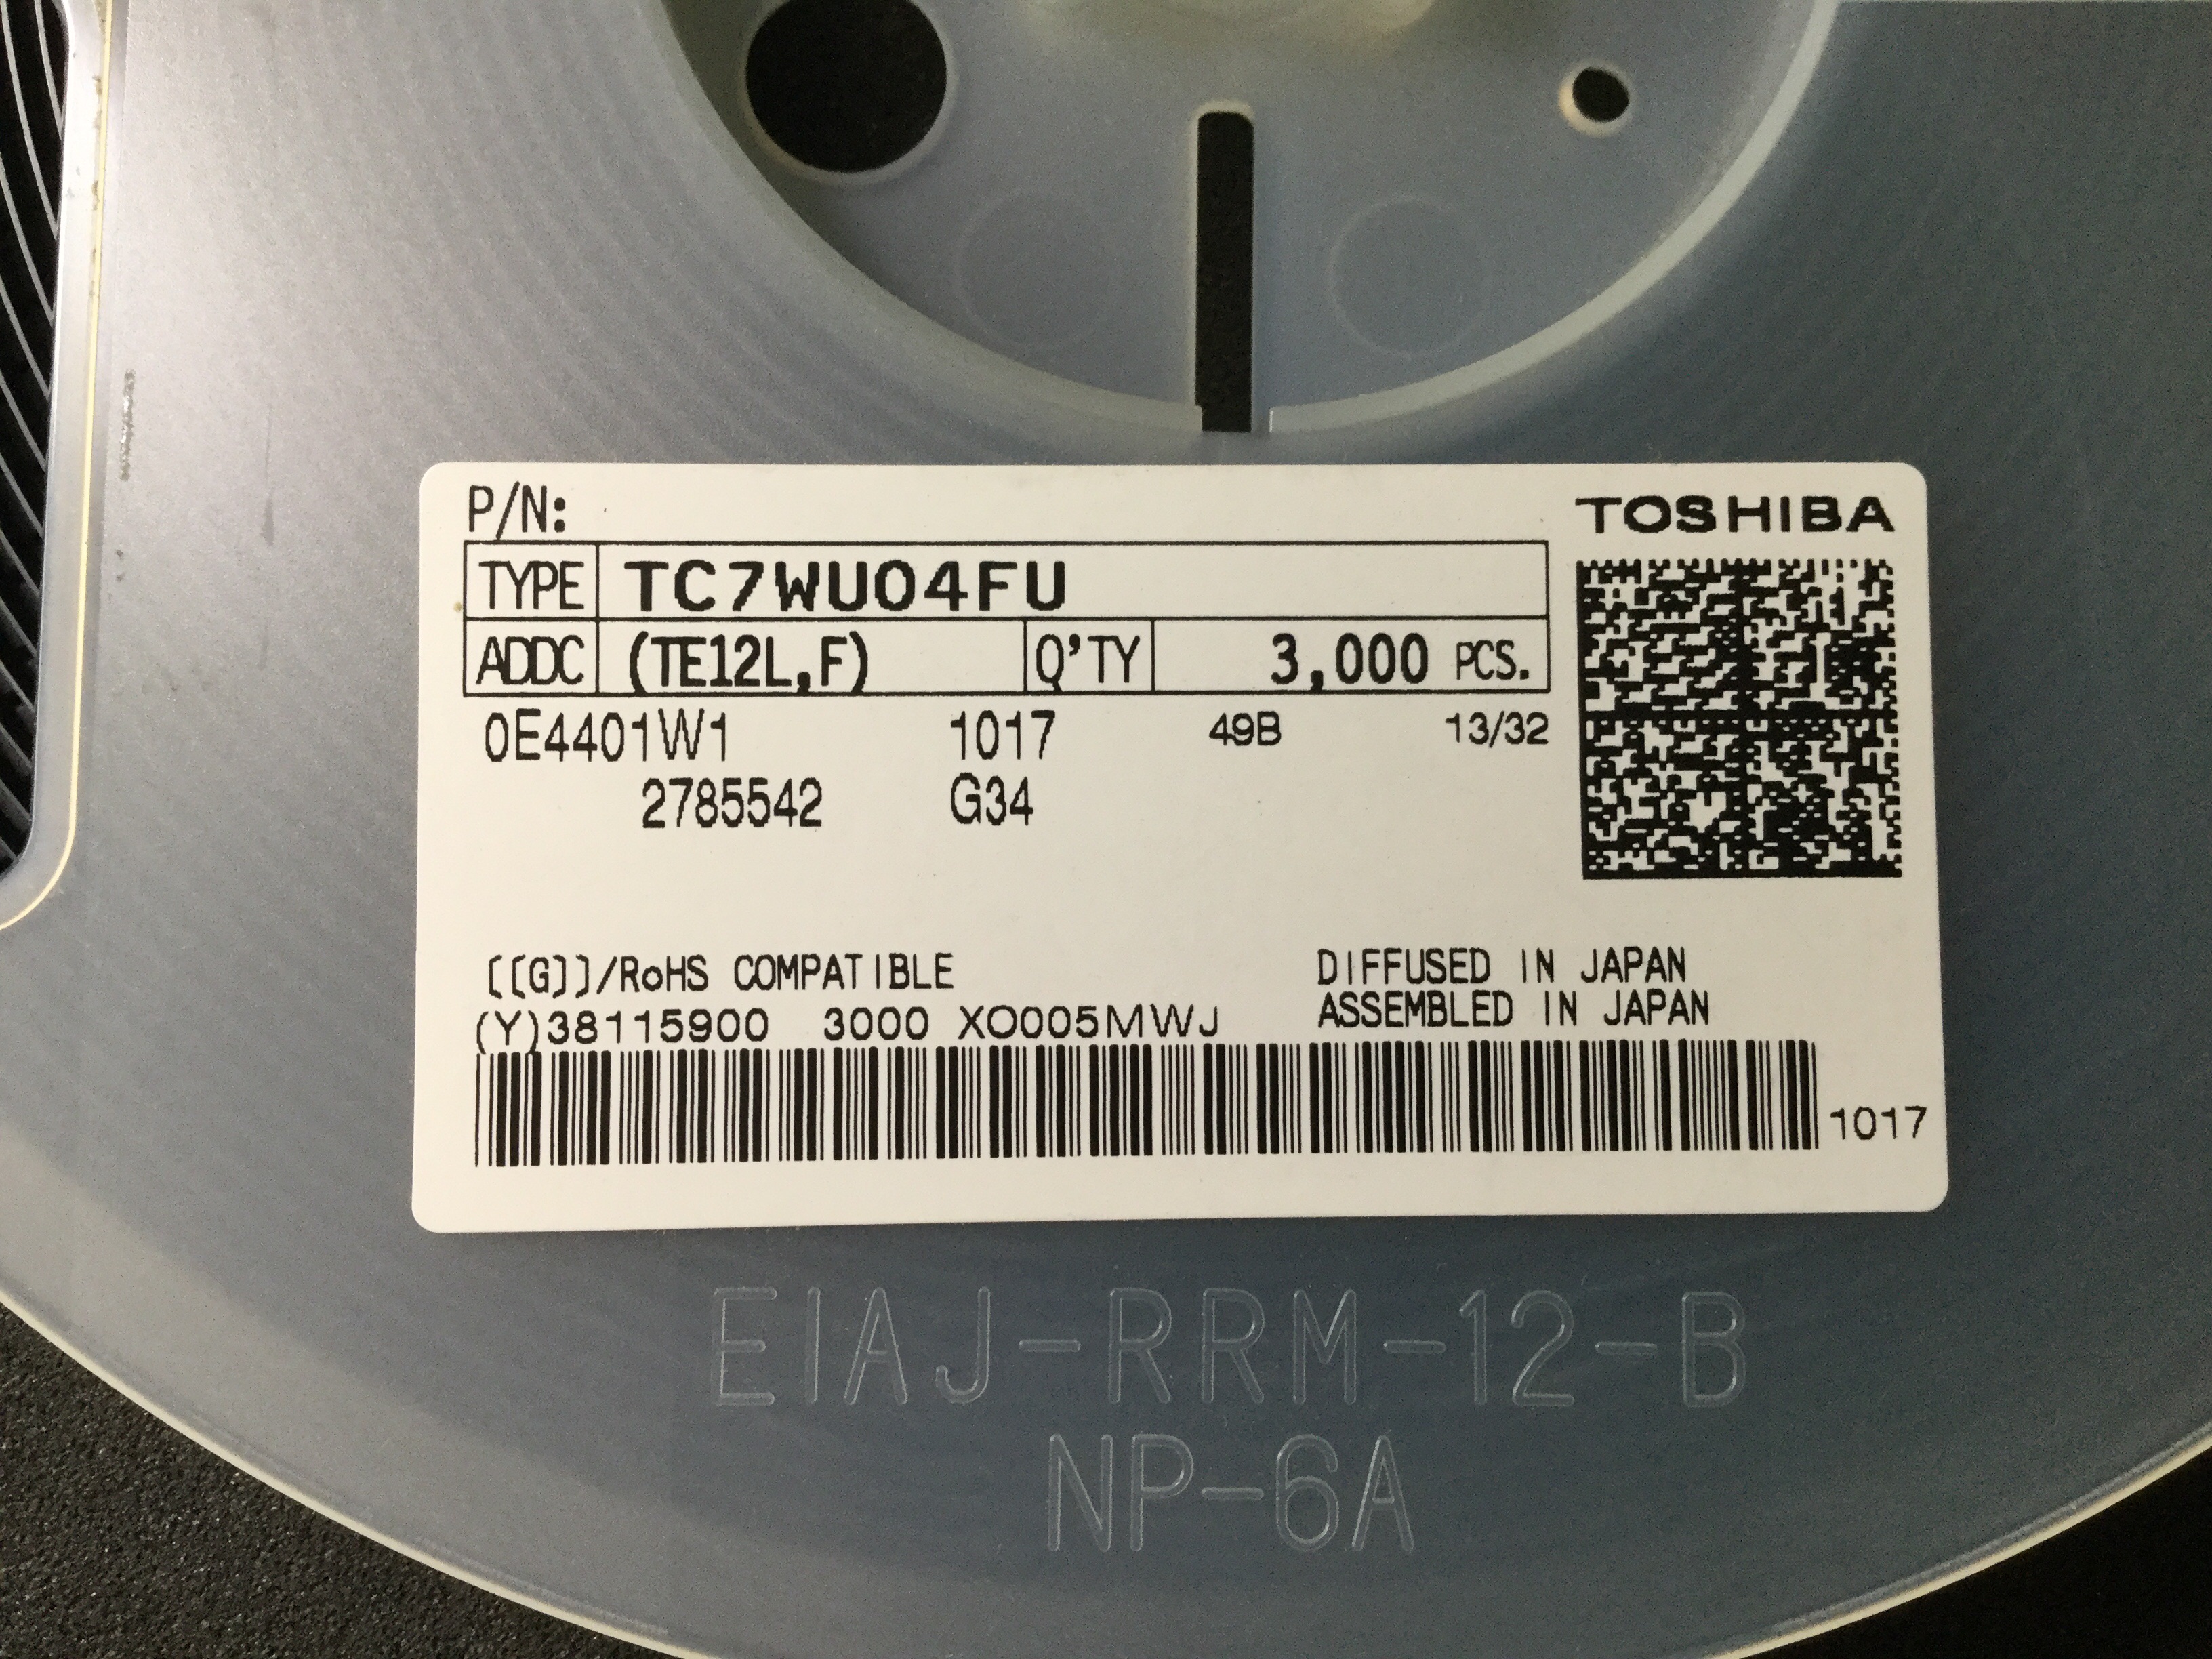 P/N:
TOSHIBA
TYPE TC7WU04FU
ADDC (TE12L,F) Q'TY 3,000 PCS.
0E4401W1 1017 49B 13/32
2785542 G34
[[G]]/RoHS COMPATIBLE
DIFFUSED IN JAPAN
ASSEMBLED IN JAPAN
(Y)38115900 3000 XO005MWJ
1017
EIAJ-RRM-12-B
NP-6A